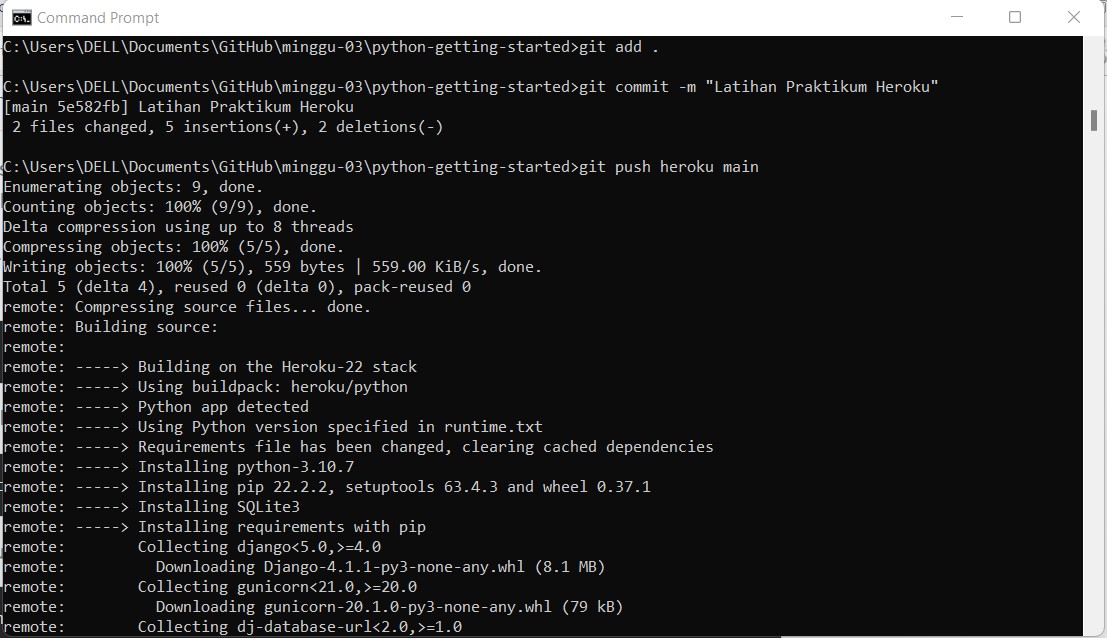 Command Prompt
C:\Users\DELL\Documents\GitHub\minggu-03\python-getting-started>git add .
C:\Users\DELL\Documents\GitHub\minggu-03\python-getting-started>git commit -m "Latihan Praktikum Heroku"
[main 5e582fb] Latihan Praktikum Heroku
 2 files changed, 5 insertions(+), 2 deletions(-)
C:\Users\DELL\Documents\GitHub\minggu-03\python-getting-started>git push heroku main
Enumerating objects: 9, done.
Counting objects: 100% (9/9), done.
Delta compression using up to 8 threads
Compressing objects: 100% (5/5), done.
Writing objects: 100% (5/5), 559 bytes | 559.00 KiB/s, done.
Total 5 (delta 4), reused 0 (delta 0), pack-reused 0
remote: Compressing source files... done.
remote: Building source:
remote:
remote: -----> Building on the Heroku-22 stack
remote: -----> Using buildpack: heroku/python
remote: -----> Python app detected
remote: -----> Using Python version specified in runtime.txt
remote: -----> Requirements file has been changed, clearing cached dependencies
remote: -----> Installing python-3.10.7
remote: -----> Installing pip 22.2.2, setuptools 63.4.3 and wheel 0.37.1
remote: -----> Installing SQLite3
remote: -----> Installing requirements with pip
remote:        Collecting django<5.0,>=4.0
remote:          Downloading Django-4.1.1-py3-none-any.whl (8.1 MB)
remote:        Collecting gunicorn<21.0,>=20.0
remote:          Downloading gunicorn-20.1.0-py3-none-any.whl (79 kB)
remote:        Collecting dj-database-url<2.0,>=1.0